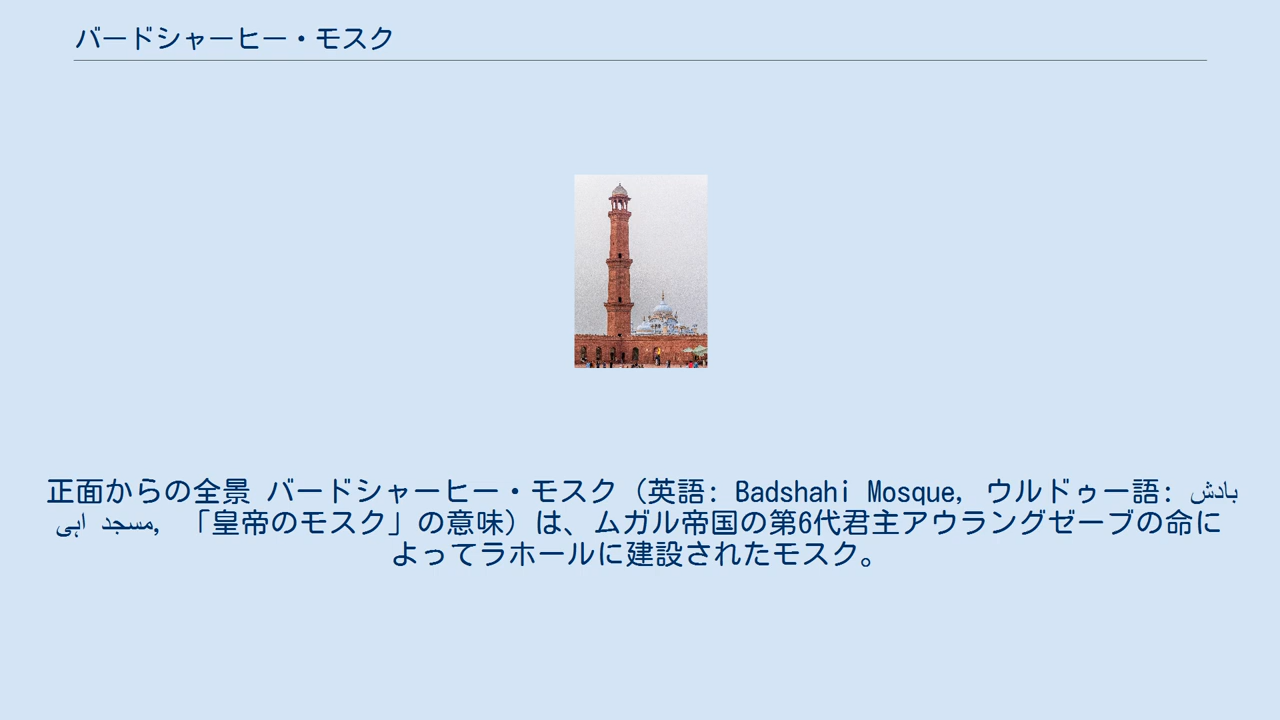 バードシャーヒー・モスク
正面からの全景 バードシャーヒー・モスク（英語: Badshahi Mosque, ウルドゥー語: بادش
اہی مسجد, 「皇帝のモスク」の意味）は、ムガル帝国の第6代君主アウラングゼーブの命に
よってラホールに建設されたモスク。